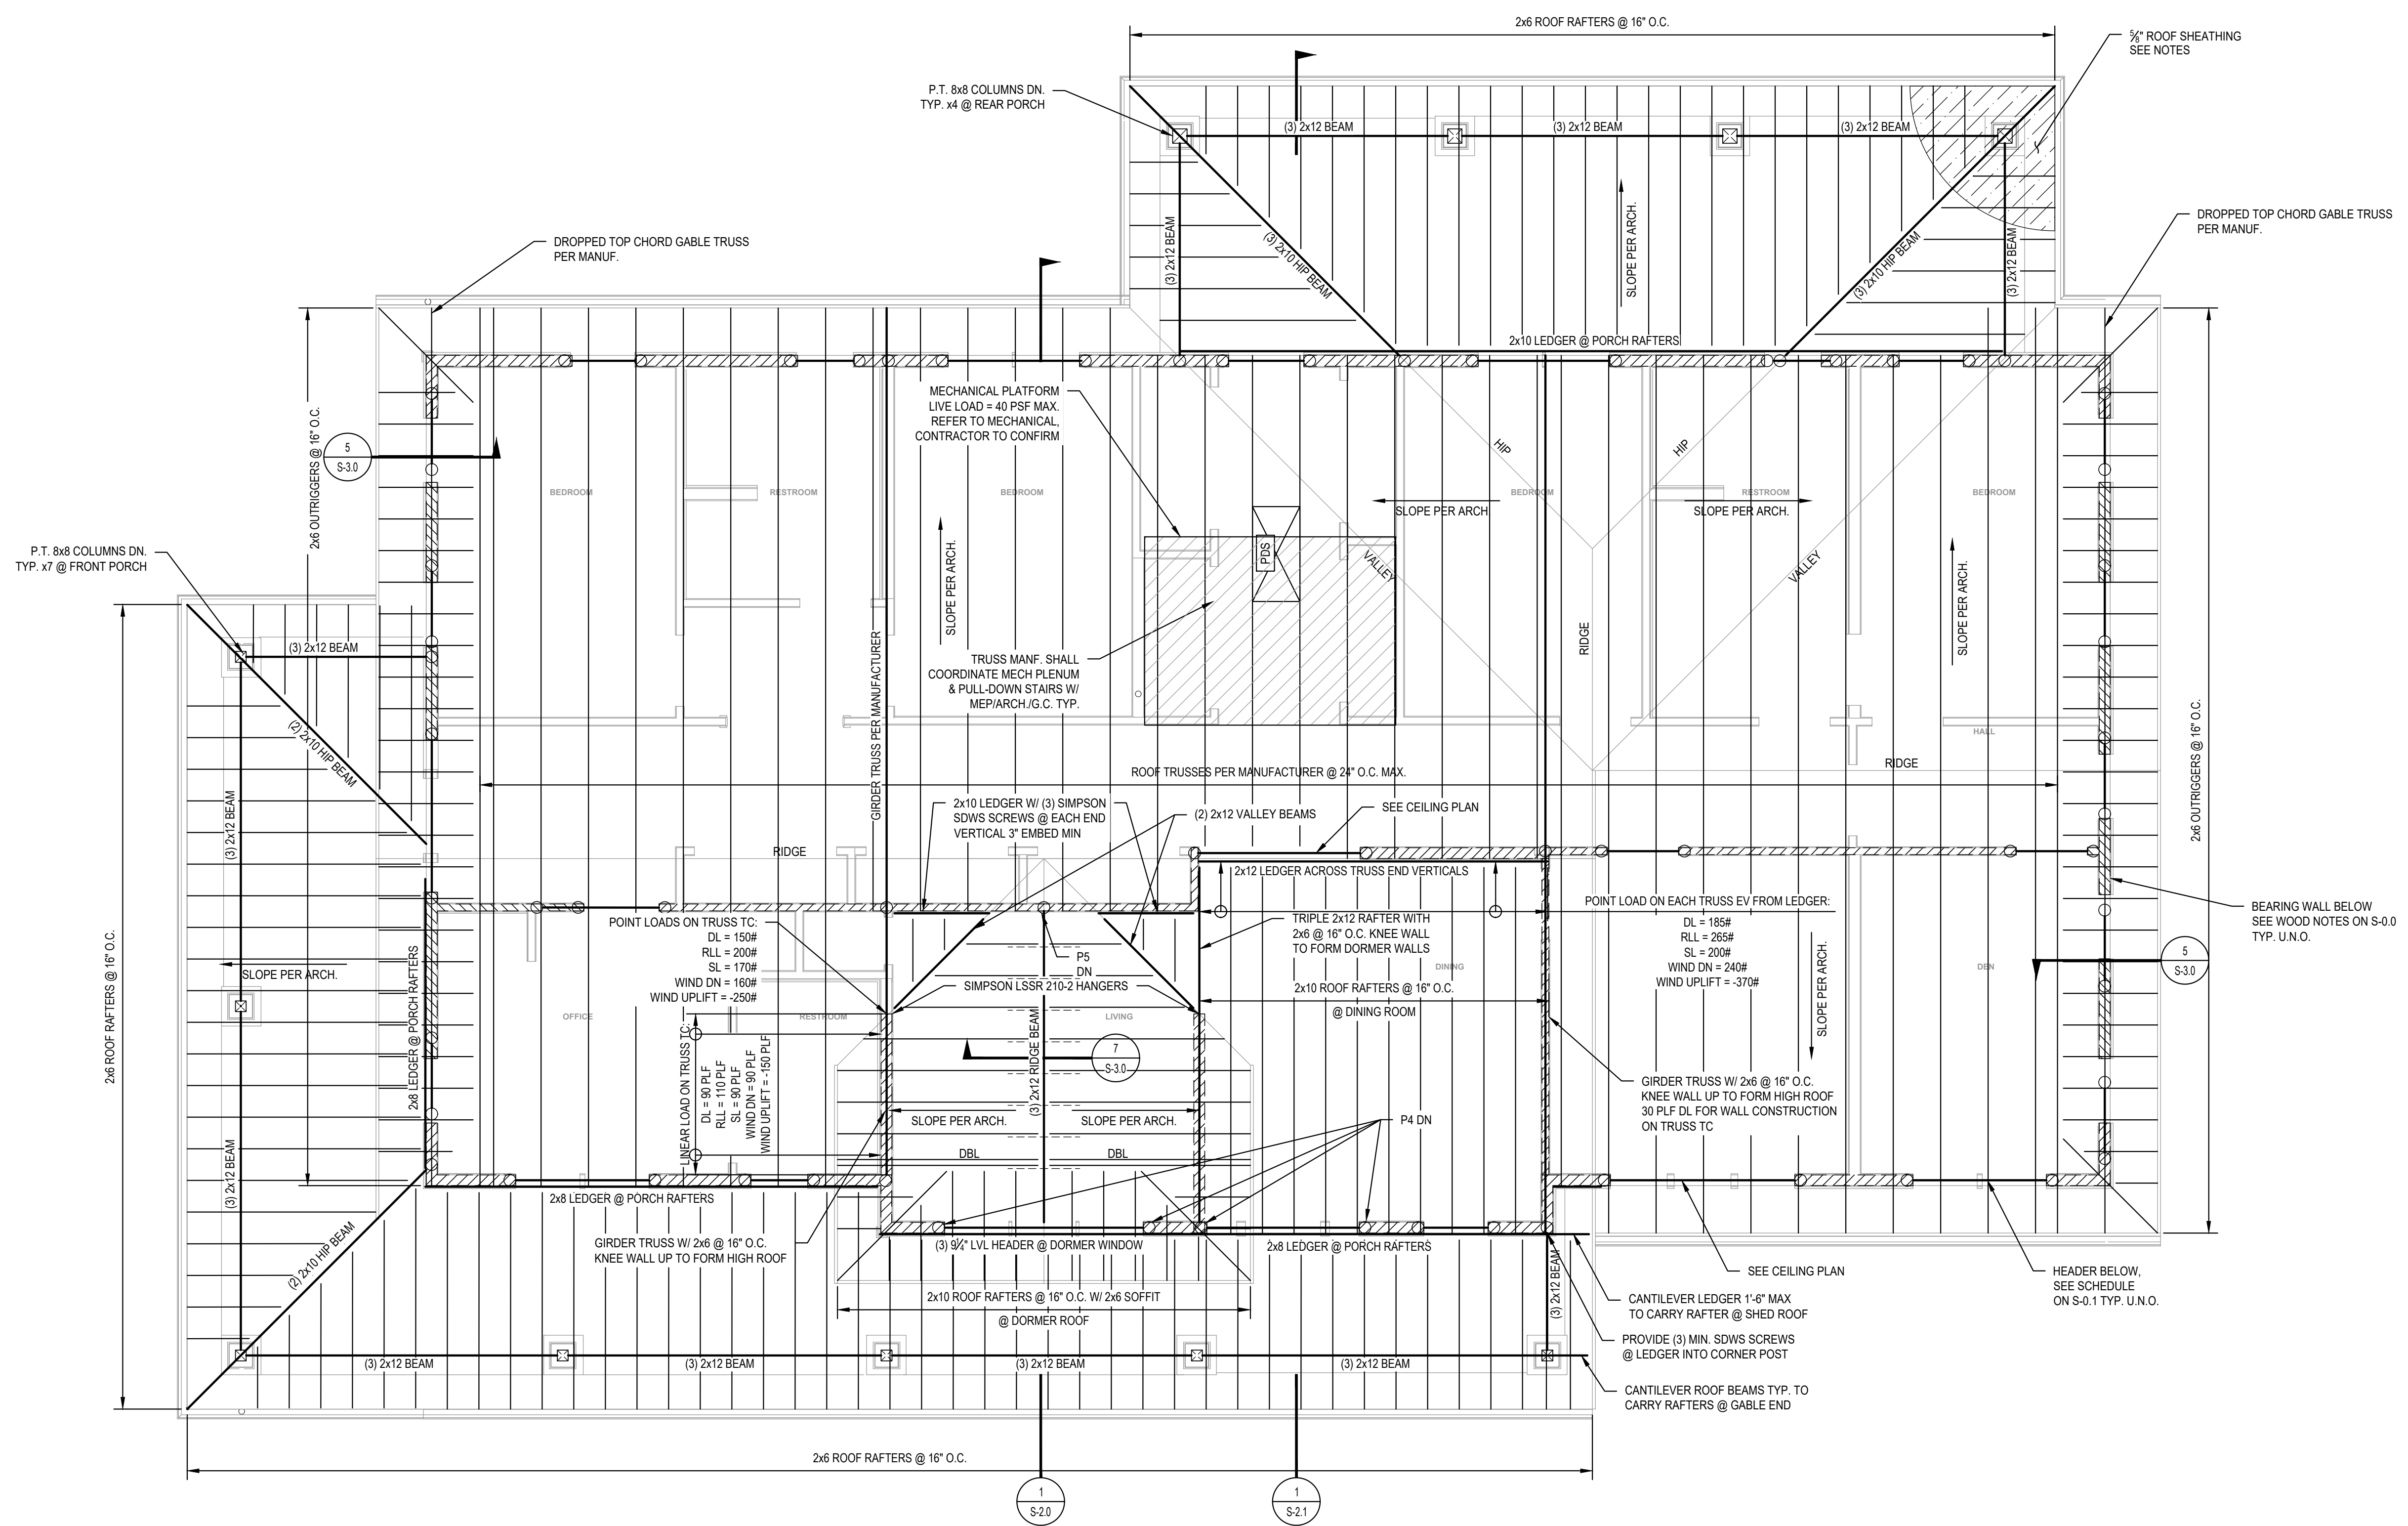 2x6 ROOF RAFTERS @ 16" O.C.
⅝" ROOF SHEATHING
SEE NOTES
P.T. 8x8 COLUMNS DN.
TYP. x4 @ REAR PORCH
(3) 2x12 BEAM
(3) 2x12 BEAM
(3) 2x12 BEAM
DROPPED TOP CHORD GABLE TRUSS
PER MANUF.
DROPPED TOP CHORD GABLE TRUSS
PER MANUF.
(3) 2x12 BEAM
(3) 2x10 HIP BEAM
SLOPE PER ARCH.
(3) 2x10 HIP BEAM
(3) 2x12 BEAM
2x10 LEDGER @ PORCH RAFTERS
MECHANICAL PLATFORM
LIVE LOAD = 40 PSF MAX.
REFER TO MECHANICAL,
CONTRACTOR TO CONFIRM
2x6 OUTRIGGERS @ 16" O.C.
5
S-3.0
HIP
HIP
BEDROOM
RESTROOM
BEDROOM
BEDROOM
RESTROOM
BEDROOM
SLOPE PER ARCH
SLOPE PER ARCH.
PDS
VALLEY
VALLEY
SLOPE PER ARCH.
SLOPE PER ARCH.
P.T. 8x8 COLUMNS DN.
TYP. x7 @ FRONT PORCH
(3) 2x12 BEAM
RIDGE
TRUSS MANF. SHALL
COORDINATE MECH PLENUM
& PULL-DOWN STAIRS W/
MEP/ARCH./G.C. TYP.
GIRDER TRUSS PER MANUFACTURER
(2) 2x10 HIP BEAM
HALL
RIDGE
2x6 OUTRIGGERS @ 16" O.C.
ROOF TRUSSES PER MANUFACTURER @ 24" O.C. MAX.
(3) 2x12 BEAM
2x10 LEDGER W/ (3) SIMPSON
SDWS SCREWS @ EACH END
VERTICAL 3" EMBED MIN
(2) 2x12 VALLEY BEAMS
SEE CEILING PLAN
RIDGE
2x12 LEDGER ACROSS TRUSS END VERTICALS
POINT LOADS ON TRUSS TC:
DL = 150#
RLL = 200#
SL = 170#
WIND DN = 160#
WIND UPLIFT = -250#
TRIPLE 2x12 RAFTER WITH
2x6 @ 16" O.C. KNEE WALL
TO FORM DORMER WALLS
POINT LOAD ON EACH TRUSS EV FROM LEDGER:
DL = 185#
RLL = 265#
SL = 200#
WIND DN = 240#
WIND UPLIFT = -370#
BEARING WALL BELOW
SEE WOOD NOTES ON S-0.0
TYP. U.N.O.
5
S-3.0
2x6 ROOF RAFTERS @ 16" O.C.
SLOPE PER ARCH.
2x8 LEDGER @ PORCH RAFTERS
P5
DN
DINING
DEN
SLOPE PER ARCH.
SIMPSON LSSR 210-2 HANGERS
2x10 ROOF RAFTERS @ 16" O.C.
@ DINING ROOM
OFFICE
RESTROOM
LIVING
LINEAR LOAD ON TRUSS TC:
DL = 90 PLF
RLL = 110 PLF
SL = 90 PLF
WIND DN = 90 PLF
WIND UPLIFT = -150 PLF
(3) 2x12 RIDGE BEAM
7
S-3.0
GIRDER TRUSS W/ 2x6 @ 16" O.C.
KNEE WALL UP TO FORM HIGH ROOF
30 PLF DL FOR WALL CONSTRUCTION
ON TRUSS TC
SLOPE PER ARCH.
SLOPE PER ARCH.
P4 DN
DBL
DBL
(3) 2x12 BEAM
2x8 LEDGER @ PORCH RAFTERS
(2) 2x10 HIP BEAM
GIRDER TRUSS W/ 2x6 @ 16" O.C.
KNEE WALL UP TO FORM HIGH ROOF
(3) 9¼" LVL HEADER @ DORMER WINDOW
2x8 LEDGER @ PORCH RAFTERS
(3) 2x12 BEAM
SEE CEILING PLAN
HEADER BELOW,
SEE SCHEDULE
ON S-0.1 TYP. U.N.O.
CANTILEVER LEDGER 1'-6" MAX
TO CARRY RAFTER @ SHED ROOF
2x10 ROOF RAFTERS @ 16" O.C. W/ 2x6 SOFFIT
@ DORMER ROOF
PROVIDE (3) MIN. SDWS SCREWS
@ LEDGER INTO CORNER POST
(3) 2x12 BEAM
(3) 2x12 BEAM
(3) 2x12 BEAM
(3) 2x12 BEAM
CANTILEVER ROOF BEAMS TYP. TO
CARRY RAFTERS @ GABLE END
2x6 ROOF RAFTERS @ 16" O.C.
1
S-2.0
1
S-2.1